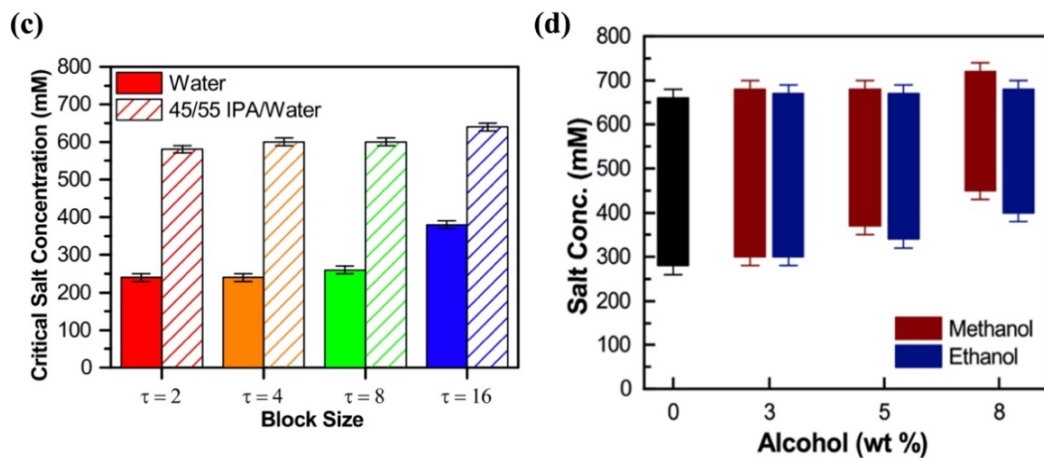 (c)
Critical Salt Concentration (mM)
800
700
600
500
400
300
200
100
0
Water
45/55 IPA/Water
τ = 2
τ = 4
τ = 8
τ = 16
Block Size
(d)
Salt Conc. (mM)
800
700
600
500
400
300
200
100
0
Methanol
Ethanol
0
3
5
8
Alcohol (wt %)